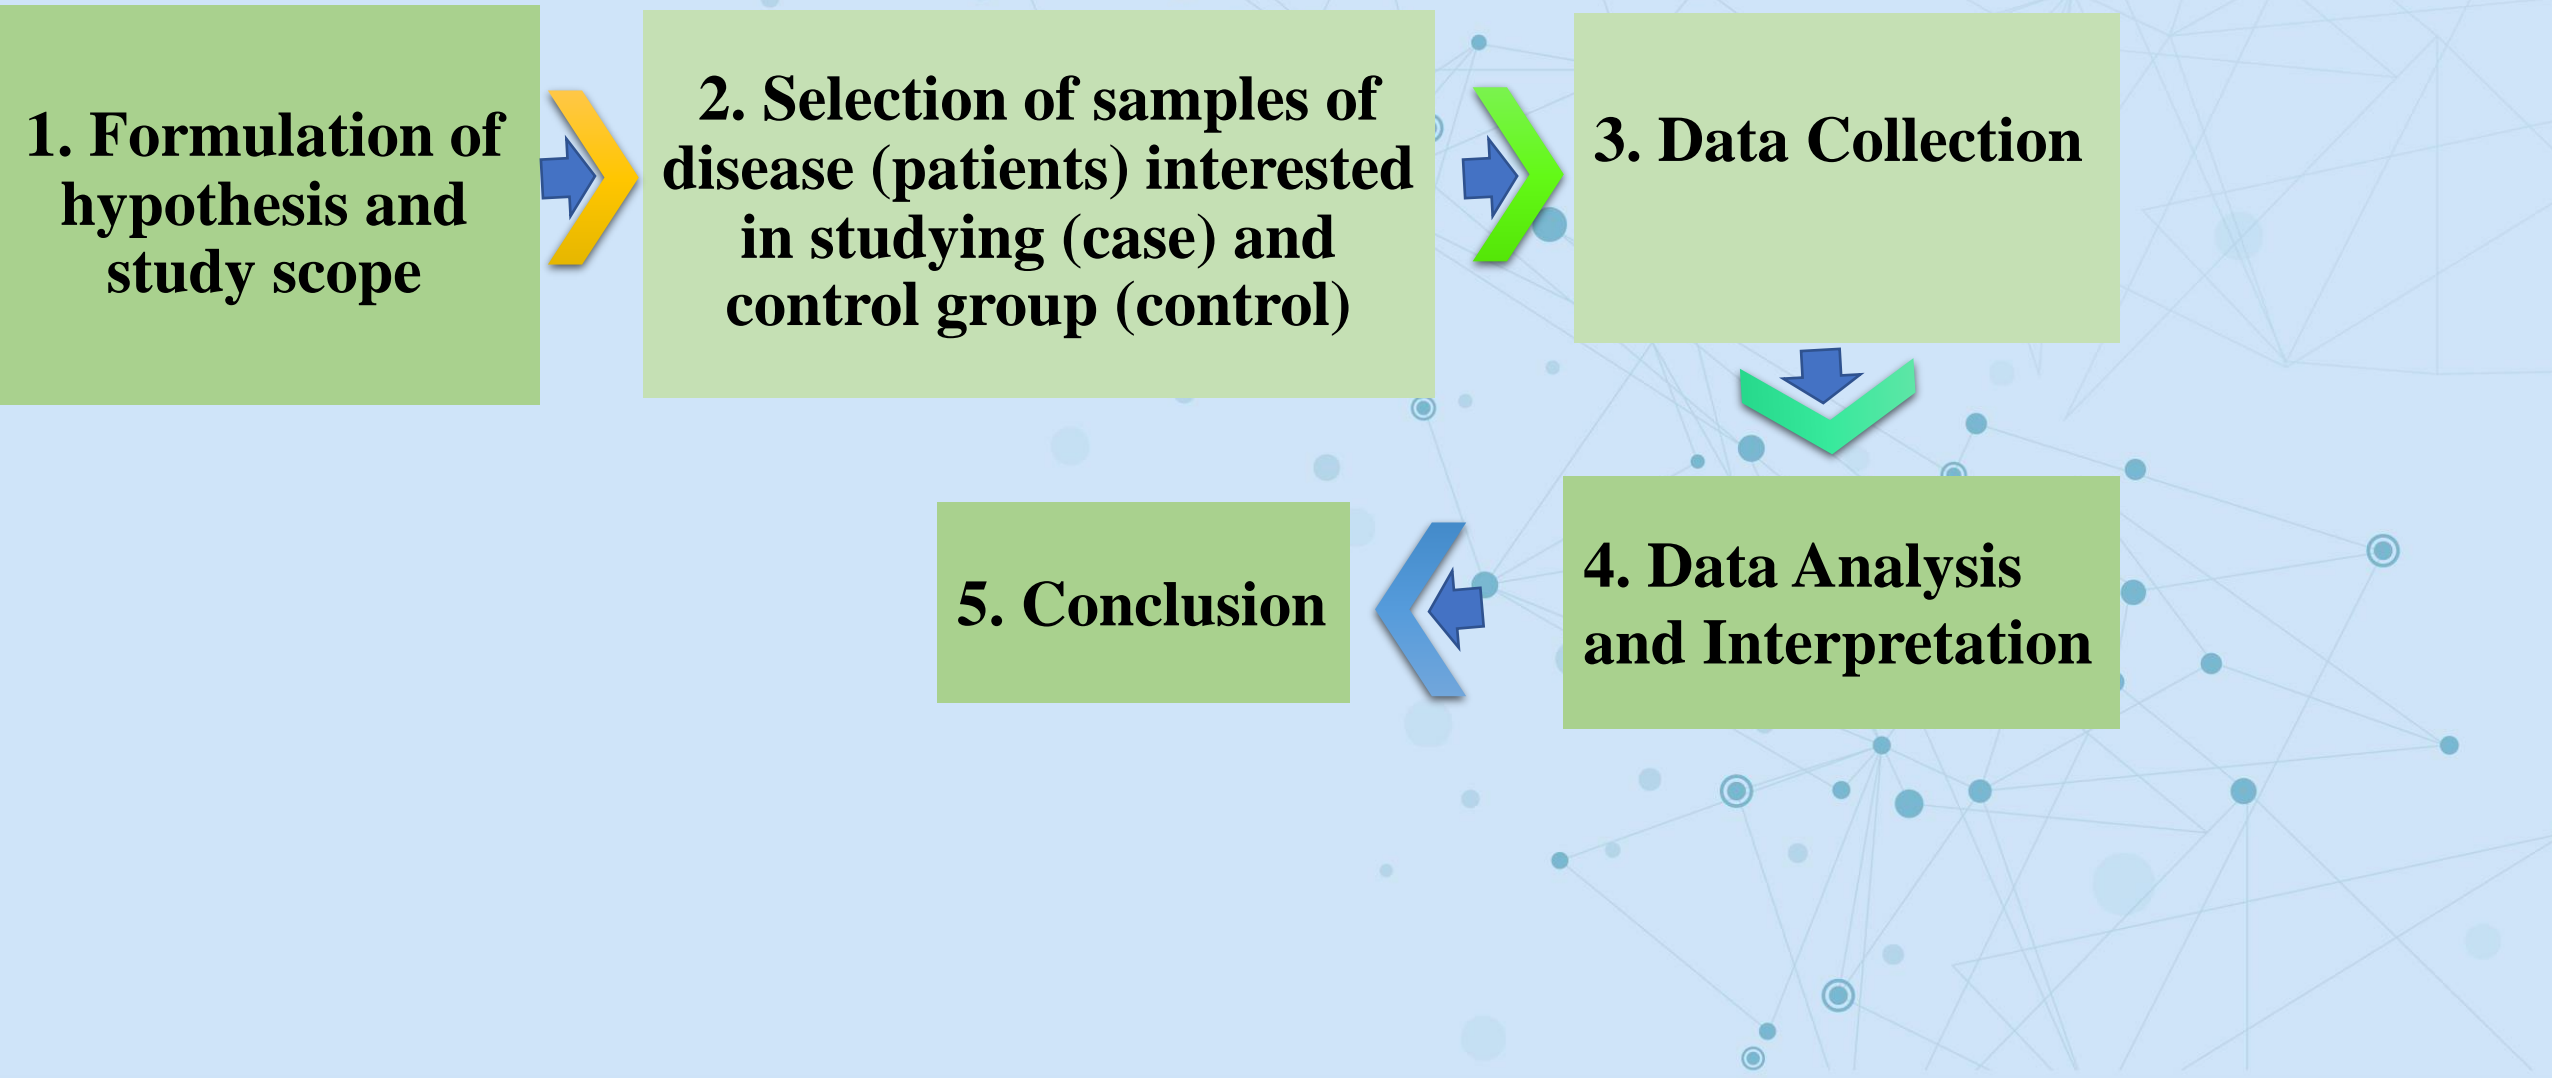 1. Formulation of
hypothesis and
study scope
2. Selection of samples of
disease (patients) interested
in studying (case) and
control group (control)
3. Data Collection
4. Data Analysis
and Interpretation
5. Conclusion